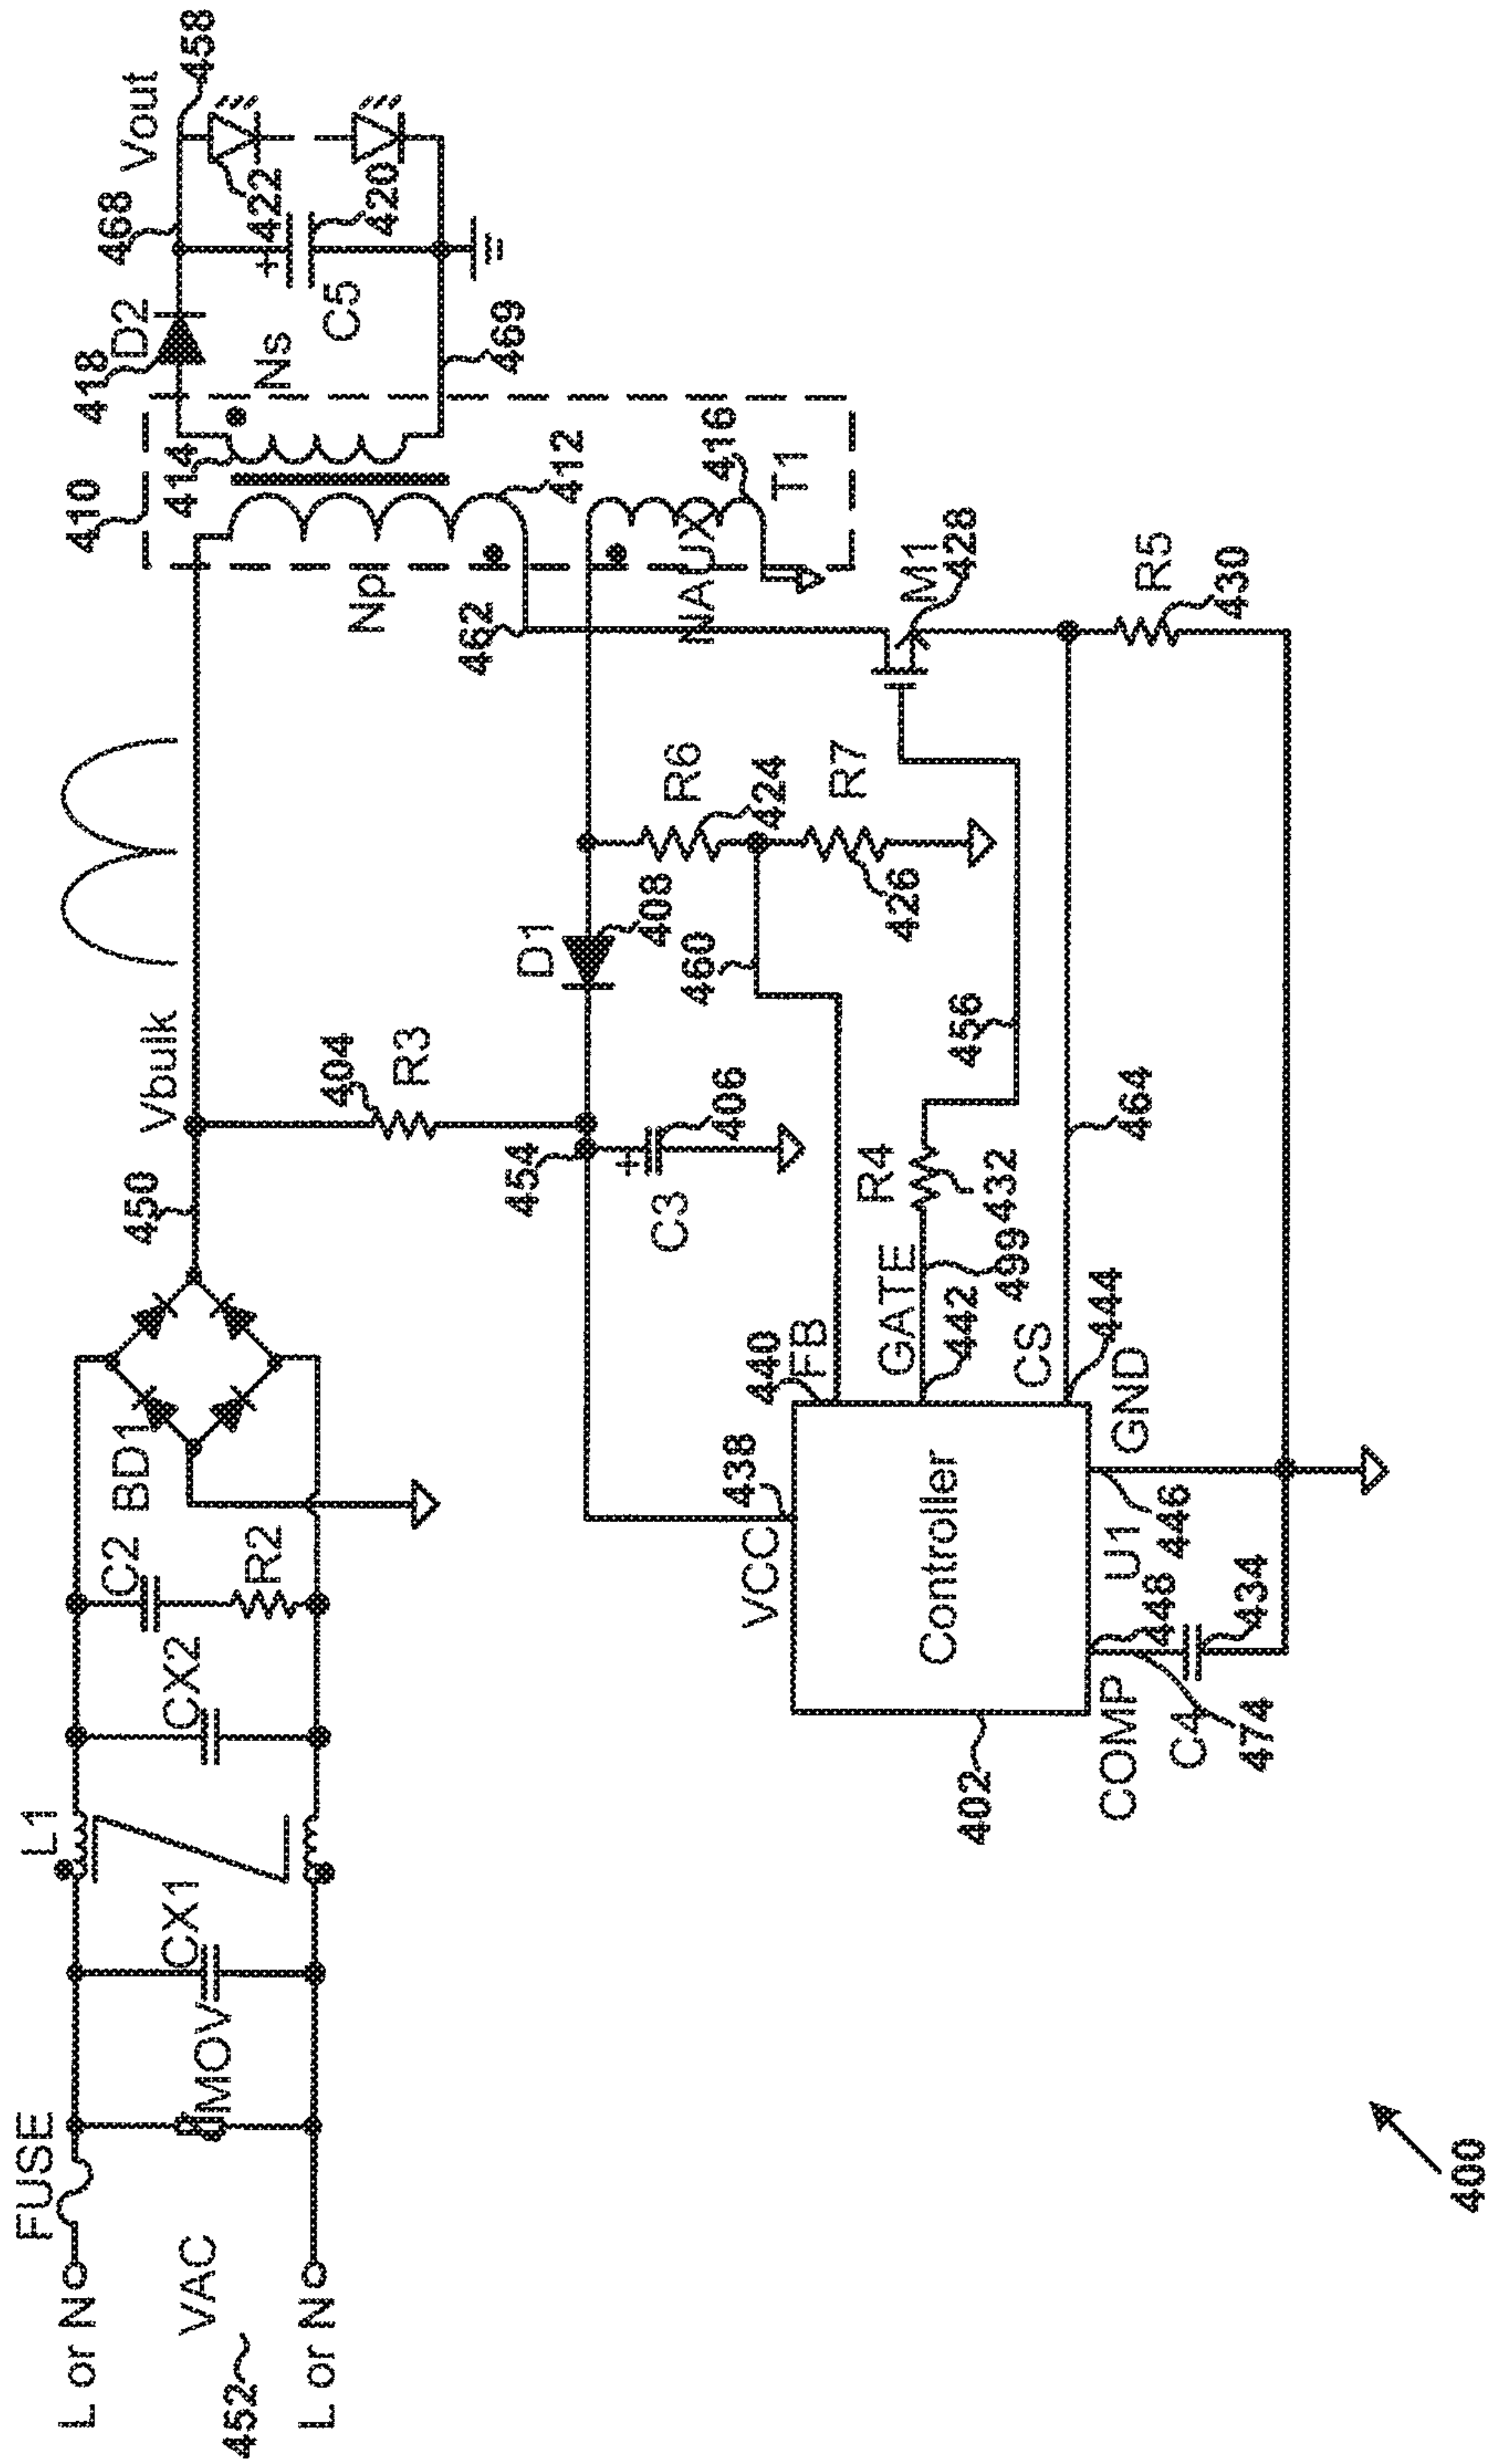 L or N
FUSE
VAC
452
L or N
MOV
CX1
L1
CX2
C2
R2
BD1
450
Vbulk
404
R3
454
C3
406
D1
408
460
R6
424
R7
426
410
414
418
D2
Ns
468
Vout
458
+
422
420
C5
469
Np
412
462
416
T1
NAUX
M1
428
R5
430
+
456
464
R4
432
GATE
499
442
440
FB
CS
444
438
VCC
Controller
GND
446
U1
448
434
COMP
C4
474
402
400